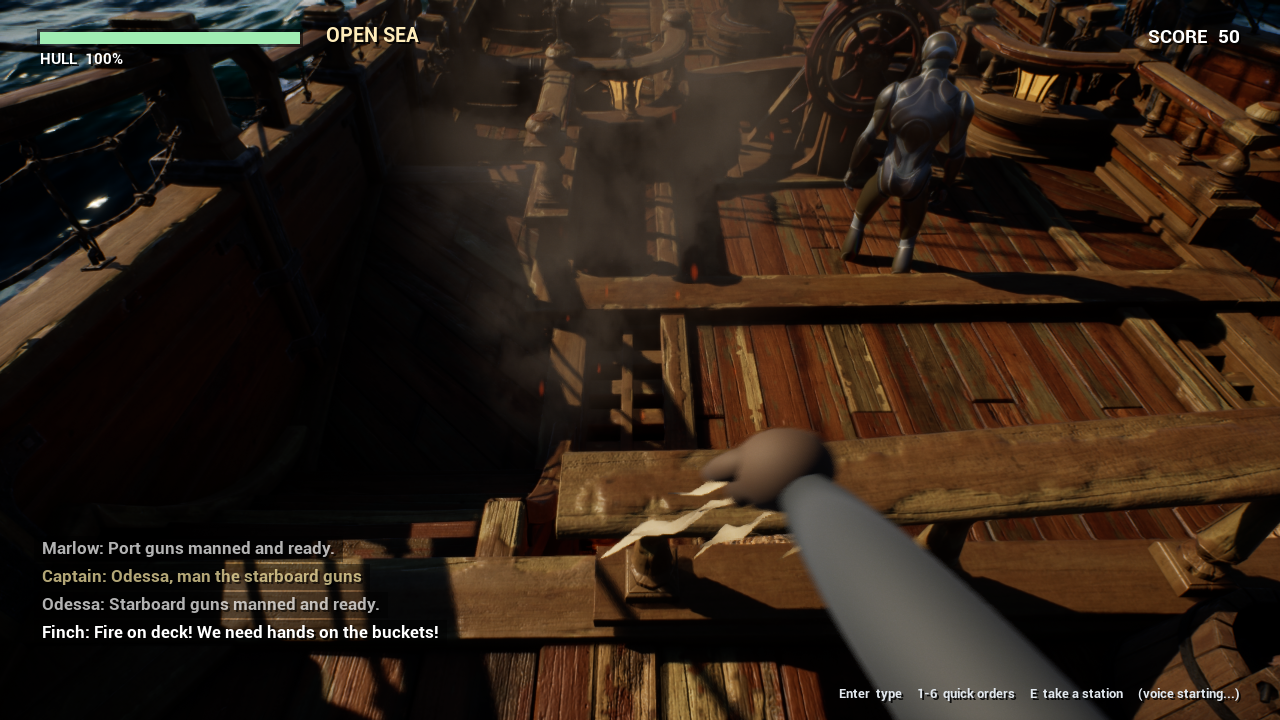 OPEN SEA
SCORE 50
HULL 100%
Marlow: Port guns manned and ready.
Captain: Odessa, man the starboard guns
Odessa: Starboard guns manned and ready.
Finch: Fire on deck! We need hands on the buckets!
Enter type 1-6 quick orders E take a station (voice starting...)